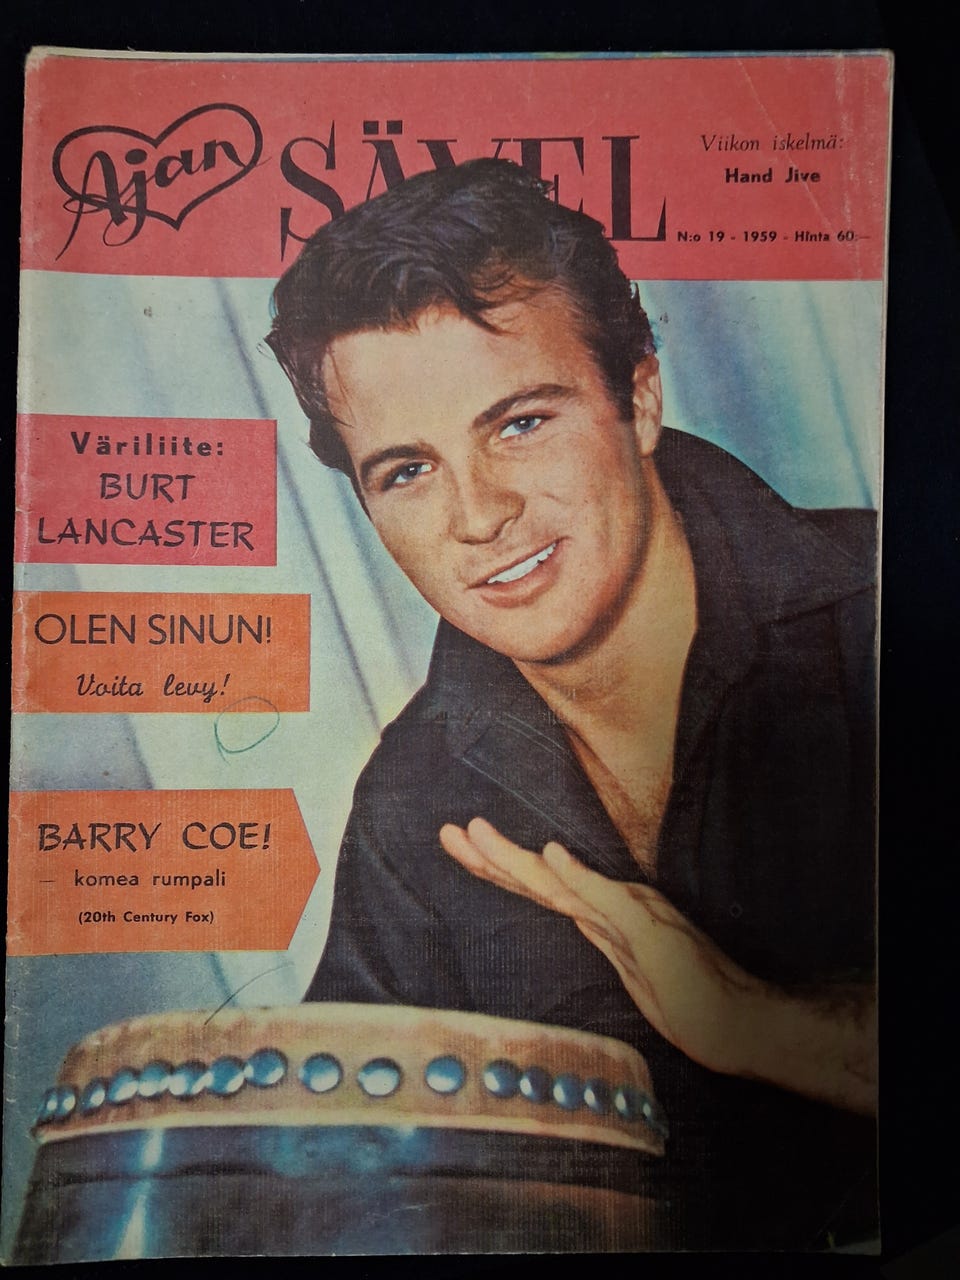 Ajan SÄVEL
Viikon iskelmä:
Hand Jive
N:o 19 - 1959 - Hinta 60:—
Väriliite:
BURT
LANCASTER
OLEN SINUN!
Voita levy!
BARRY COE!
— komea rumpali
(20th Century Fox)